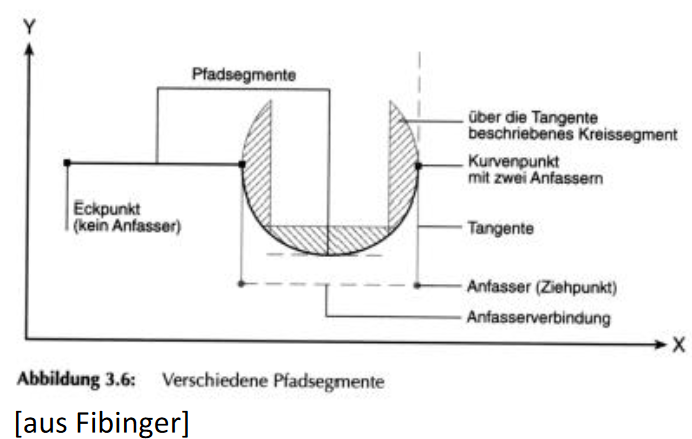 Y
Pfadsegmente
über die Tangente
beschriebenes Kreissegment
Kurvenpunkt
mit zwei Anfassern
Eckpunkt
(kein Anfasser)
Tangente
Anfasser (Ziehpunkt)
Anfasserverbindung
X
Abbildung 3.6: Verschiedene Pfadsegmente
[aus Fibinger]